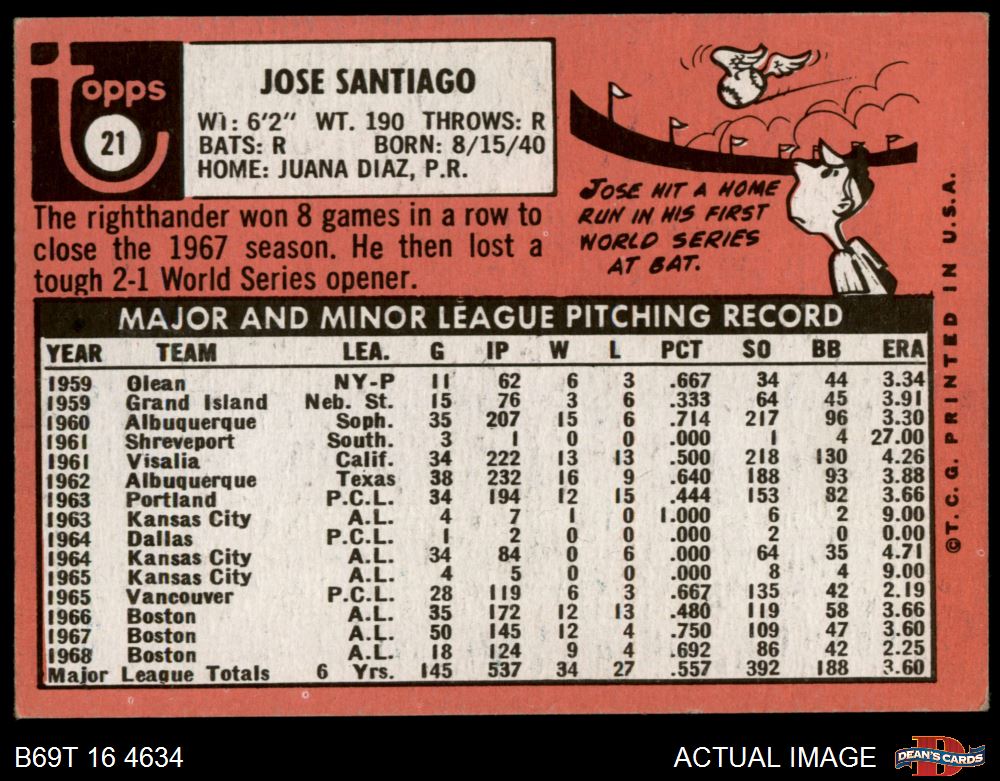 Topps
21
JOSE SANTIAGO
WT: 6'2" WT. 190 THROWS: R
BATS: R BORN: 8/15/40
HOME: JUANA DIAZ, P.R.
The righthander won 8 games in a row to
close the 1967 season. He then lost a
tough 2-1 World Series opener.
JOSE HIT A HOME
RUN IN HIS FIRST
WORLD SERIES
AT BAT.
MAJOR AND MINOR LEAGUE PITCHING RECORD
YEAR TEAM LEA. G IP W L PCT SO BB ERA
1959 Olean NY-P 11 62 6 3 .667 34 44 3.34
1959 Grand Island Neb. St. 15 76 3 6 .333 64 45 3.91
1960 Albuquerque Soph. 35 207 15 6 .714 217 96 3.30
1961 Shreveport South. 3 1 0 0 .000 1 4 27.00
1961 Visalia Calif. 34 222 13 13 .500 218 130 4.26
1962 Albuquerque Texas 38 232 16 9 .640 188 93 3.88
1963 Portland P.C.L. 34 194 12 15 .444 153 82 3.66
1963 Kansas City A.L. 4 7 1 0 1.000 6 2 9.00
1964 Dallas P.C.L. 1 2 0 0 .000 2 0 0.00
1964 Kansas City A.L. 34 84 0 6 .000 64 35 4.71
1965 Kansas City A.L. 4 5 0 0 .000 8 4 9.00
1965 Vancouver P.C.L. 28 119 6 3 .667 135 42 2.19
1966 Boston A.L. 35 172 12 13 .480 119 58 3.66
1967 Boston A.L. 50 145 12 4 .750 109 47 3.60
1968 Boston A.L. 18 124 9 4 .692 86 42 2.25
Major League Totals 6 Yrs. 145 537 34 27 .557 392 188 3.60
©T.C.G. PRINTED IN U.S.A.
B69T 16 4634
ACTUAL IMAGE
DEAN'S CARDS